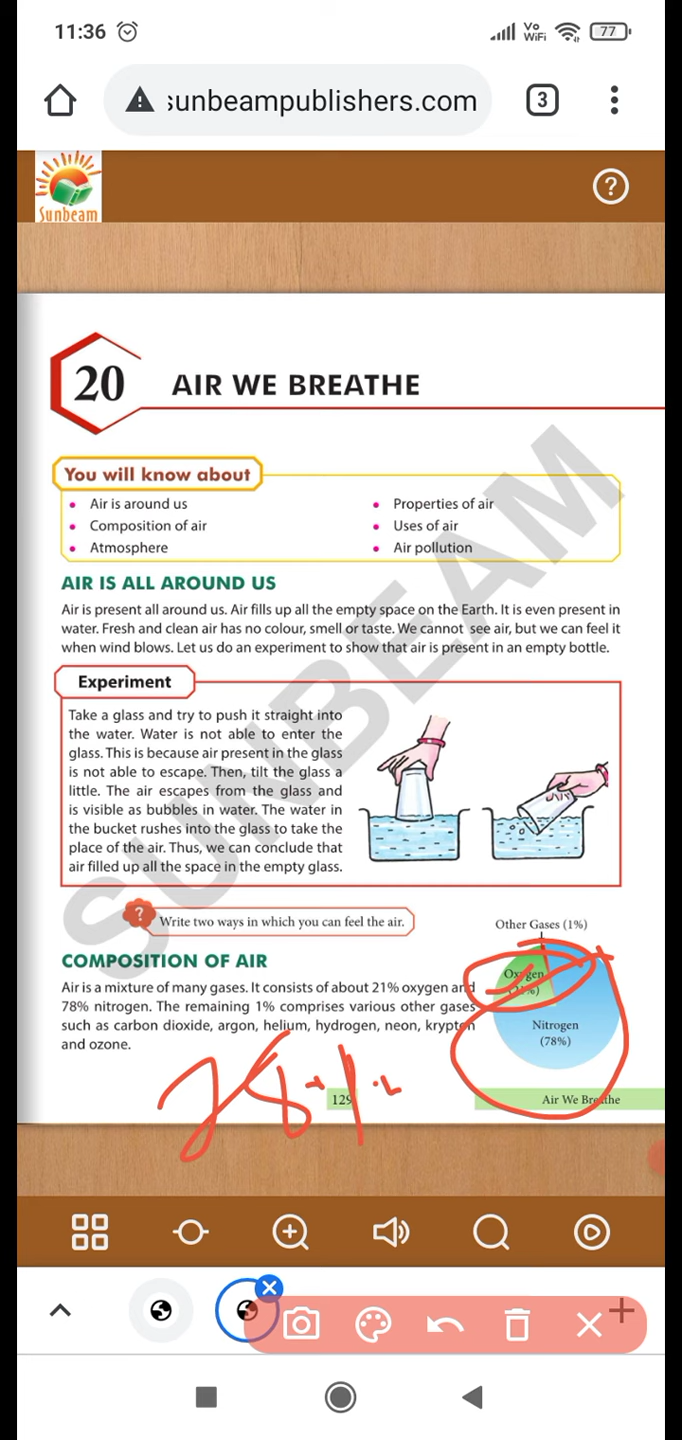 11:36
Vo
WiFi
77
sunbeampublishers.com
3
Sunbeam
?
20
AIR WE BREATHE
You will know about
• Air is around us
• Properties of air
• Composition of air
• Uses of air
• Atmosphere
• Air pollution
AIR IS ALL AROUND US
Air is present all around us. Air fills up all the empty space on the Earth. It is even present in
water. Fresh and clean air has no colour, smell or taste. We cannot see air, but we can feel it
when wind blows. Let us do an experiment to show that air is present in an empty bottle.
Experiment
Take a glass and try to push it straight into
the water. Water is not able to enter the
glass. This is because air present in the glass
is not able to escape. Then, tilt the glass a
little. The air escapes from the glass and
is visible as bubbles in water. The water in
the bucket rushes into the glass to take the
place of the air. Thus, we can conclude that
air filled up all the space in the empty glass.
? Write two ways in which you can feel the air.
Other Gases (1%)
COMPOSITION OF AIR
Air is a mixture of many gases. It consists of about 21% oxygen and
78% nitrogen. The remaining 1% comprises various other gases
such as carbon dioxide, argon, helium, hydrogen, neon, krypton
and ozone.
Oxygen
(21%)
Nitrogen
(78%)
78%
129
Air We Breathe
SUNBEAM